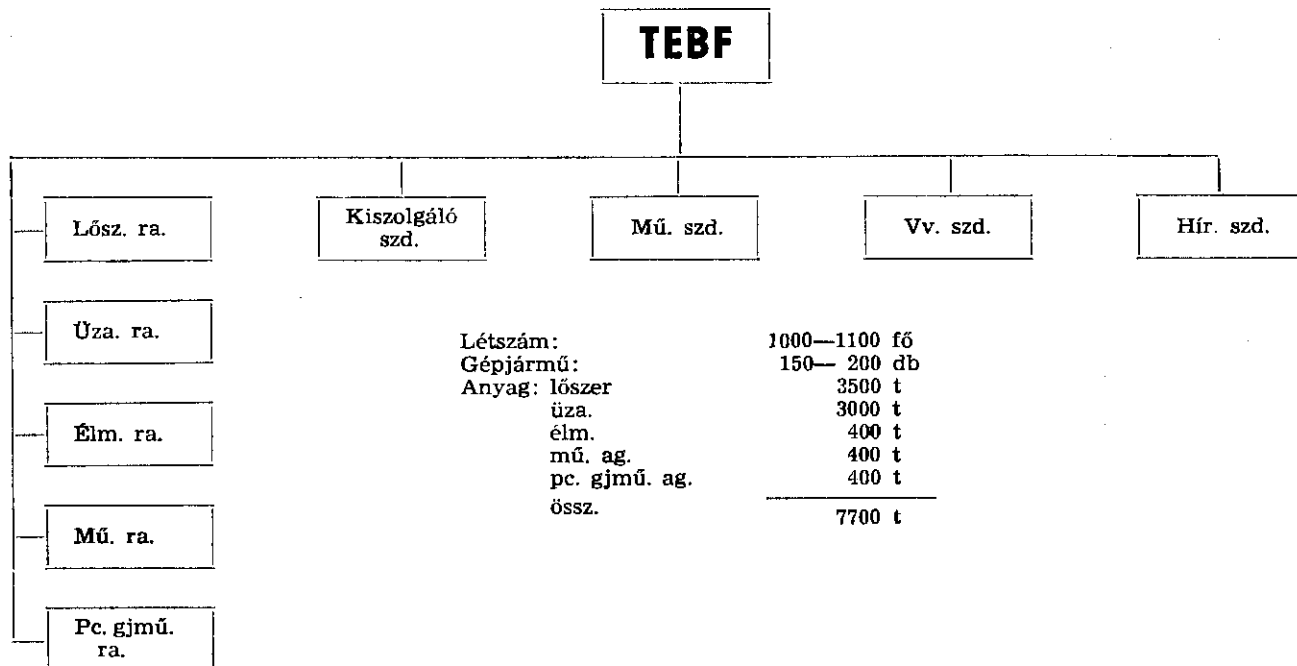 TEBF
Lősz. ra.
Kiszolgáló
szd.
Mű. szd.
Vv. szd.
Hír. szd.
Üza. ra.
Élm. ra.
Mű. ra.
Pc. gjmű.
ra.
Létszám: 1000—1100 fő
Gépjármű: 150— 200 db
Anyag: lőszer 3500 t
üza. 3000 t
élm. 400 t
mű. ag. 400 t
pc. gjmű. ag. 400 t
össz. 7700 t